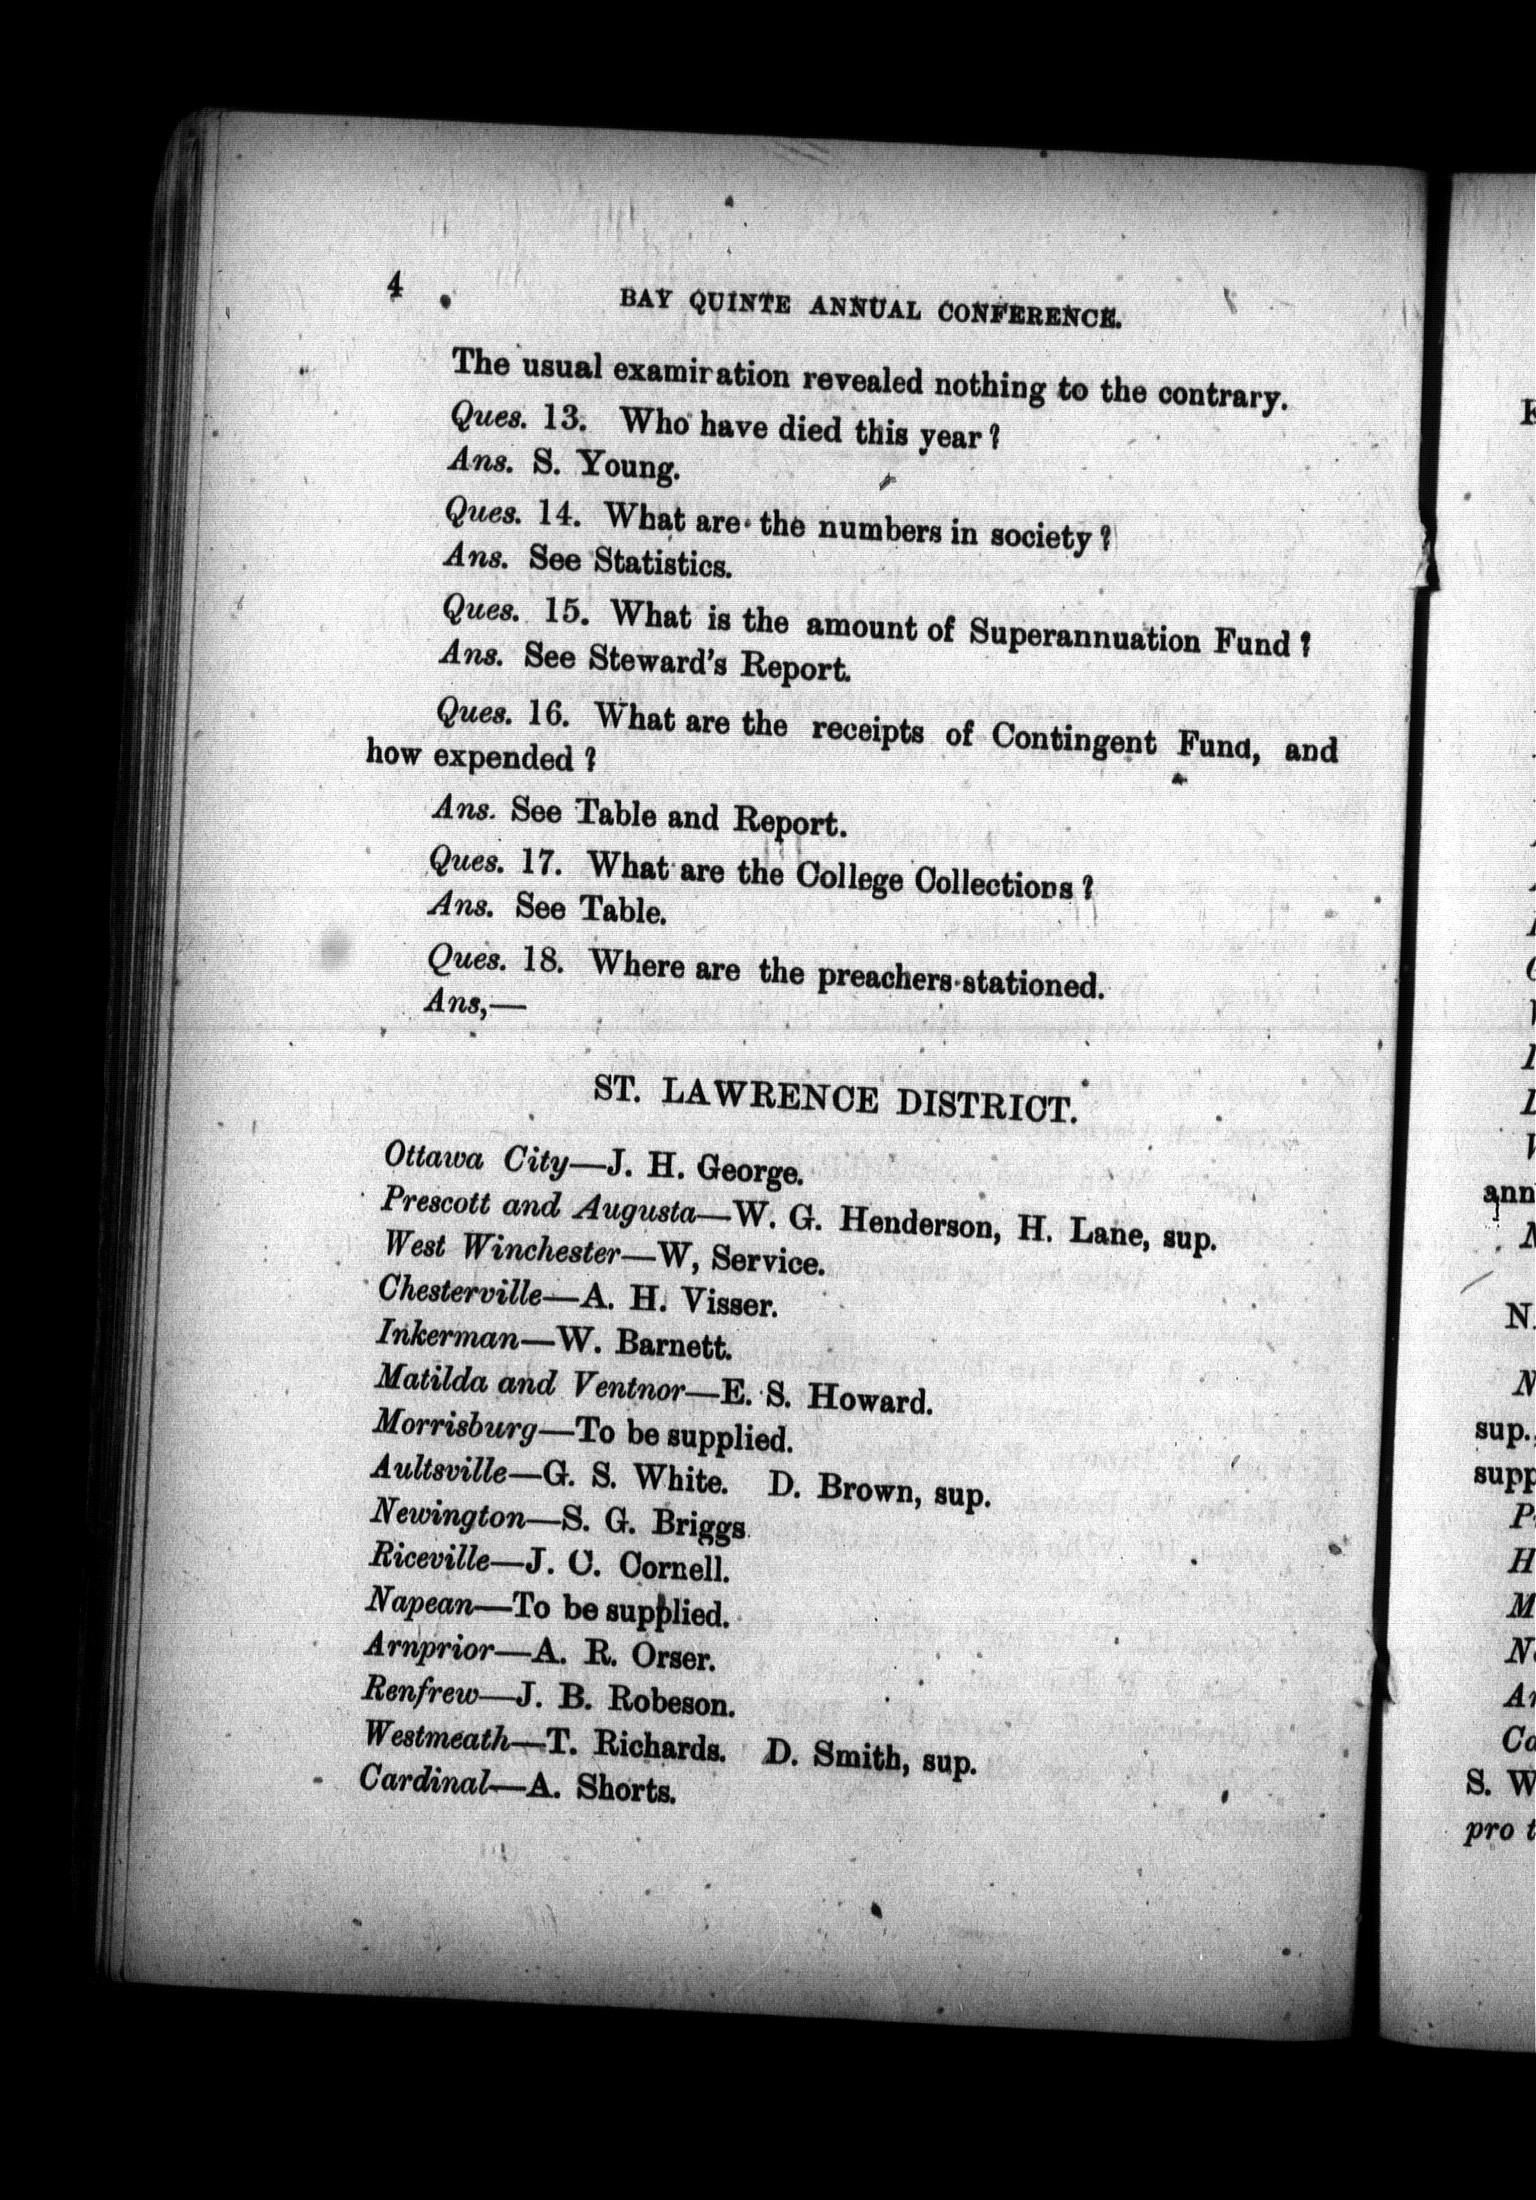 4
BAY QUINTE ANNUAL CONFERENCE.
The usual examination revealed nothing to the contrary.
Ques. 13. Who have died this year?
Ans. S. Young.
Ques. 14. What are the numbers in society?
Ans. See Statistics.
Ques. 15. What is the amount of Superannuation Fund?
Ans. See Steward's Report.
Ques. 16. What are the receipts of Contingent Fund, and
how expended?
Ans. See Table and Report.
Ques. 17. What are the College Collections?
Ans. See Table.
Ques. 18. Where are the preachers stationed.
Ans,—
ST. LAWRENCE DISTRICT.
Ottawa City—J. H. George.
Prescott and Augusta—W. G. Henderson, H. Lane, sup.
West Winchester—W, Service.
Chesterville—A. H. Visser.
Inkerman—W. Barnett.
Matilda and Ventnor—E. S. Howard.
Morrisburg—To be supplied.
Aultsville—G. S. White. D. Brown, sup.
Newington—S. G. Briggs
Riceville—J. C. Cornell.
Napean—To be supplied.
Arnprior—A. R. Orser.
Renfrew—J. B. Robeson.
Westmeath—T. Richards. D. Smith, sup.
Cardinal—A. Shorts.
ann
N.
sup.,
supp
S. W
pro t